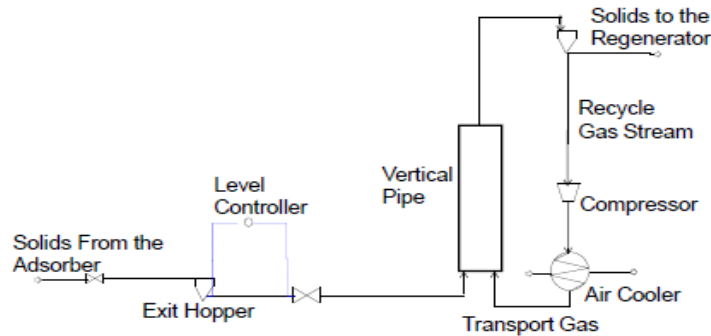 Solids to the
Regenerator
Recycle
Gas Stream
Vertical
Pipe
Level
Controller
Compressor
Solids From the
Adsorber
Exit Hopper
Air Cooler
Transport Gas